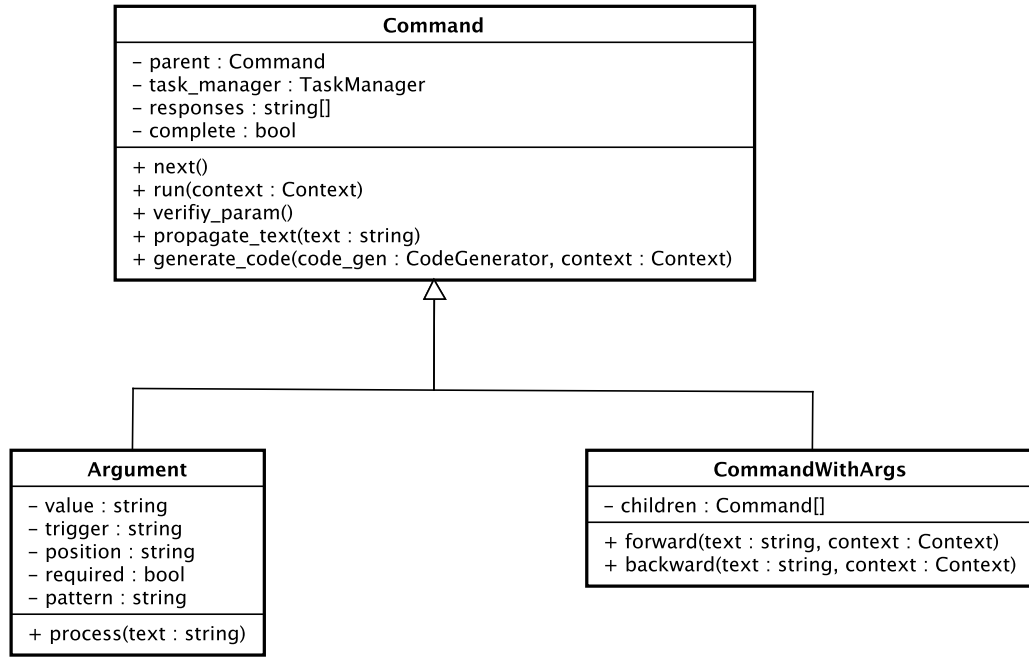 Command
– parent : Command
– task_manager : TaskManager
– responses : string[]
– complete : bool
+ next()
+ run(context : Context)
+ verifiy_param()
+ propagate_text(text : string)
+ generate_code(code_gen : CodeGenerator, context : Context)
Argument
– value : string
– trigger : string
– position : string
– required : bool
– pattern : string
+ process(text : string)
CommandWithArgs
– children : Command[]
+ forward(text : string, context : Context)
+ backward(text : string, context : Context)